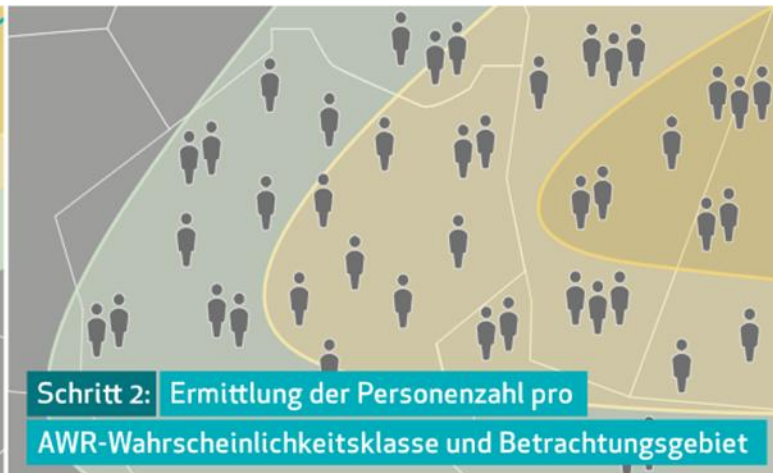 Schritt 2: Ermittlung der Personenzahl pro
AWR-Wahrscheinlichkeitsklasse und Betrachtungsgebiet